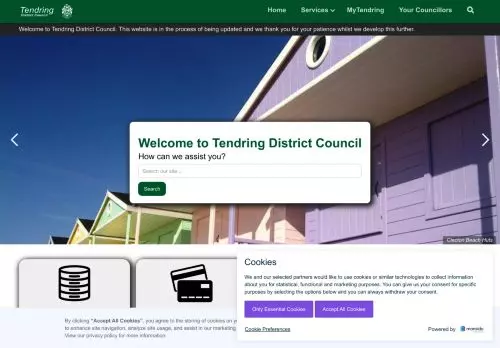 Tendring
District Council
Home
Services
MyTendring
Your Councillors
Welcome to Tendring District Council. This website is in the process of being updated and we thank you for your patience whilst we develop this further.
Welcome to Tendring District Council
How can we assist you?
Search our site ...
Search
Clacton Beach Huts
Cookies
We and our selected partners would like to use cookies or similar technologies to collect information
about you for statistical, functional and marketing purposes. You can give us your consent for specific
purposes by selecting the options below and you can always withdraw your consent.
Only Essential Cookies
Accept All Cookies
Cookie Preferences
Powered by
By clicking "Accept All Cookies", you agree to the storing of cookies on
to enhance site navigation, analyze site usage, and assist in our marketing
View our privacy policy for more information